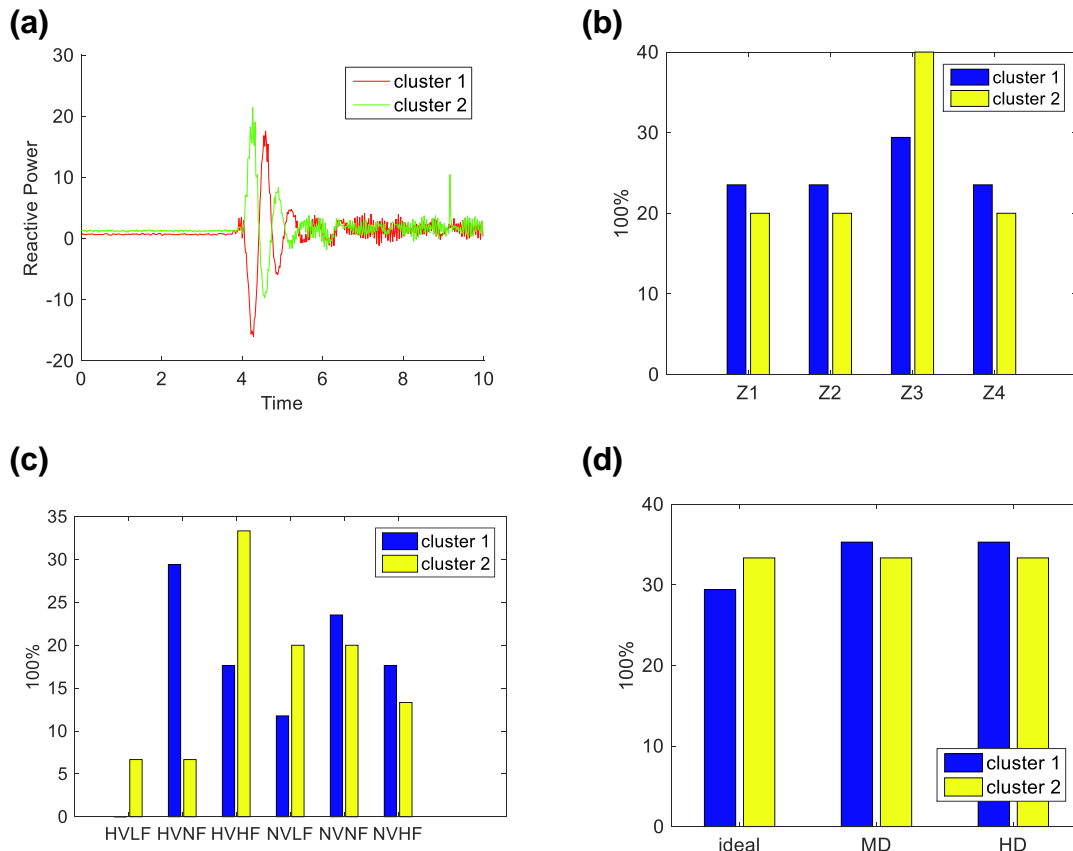 (a)
30
20
10
0
-10
-20
Reactive Power
cluster 1
cluster 2
0 2 4 6 8 10
Time
(b)
40
30
20
10
0
100%
cluster 1
cluster 2
Z1 Z2 Z3 Z4
(c)
35
30
25
20
15
10
5
0
100%
cluster 1
cluster 2
HVLF HVNF HVHF NVLF NVNF NVHF
(d)
40
30
20
10
0
100%
cluster 1
cluster 2
ideal MD HD